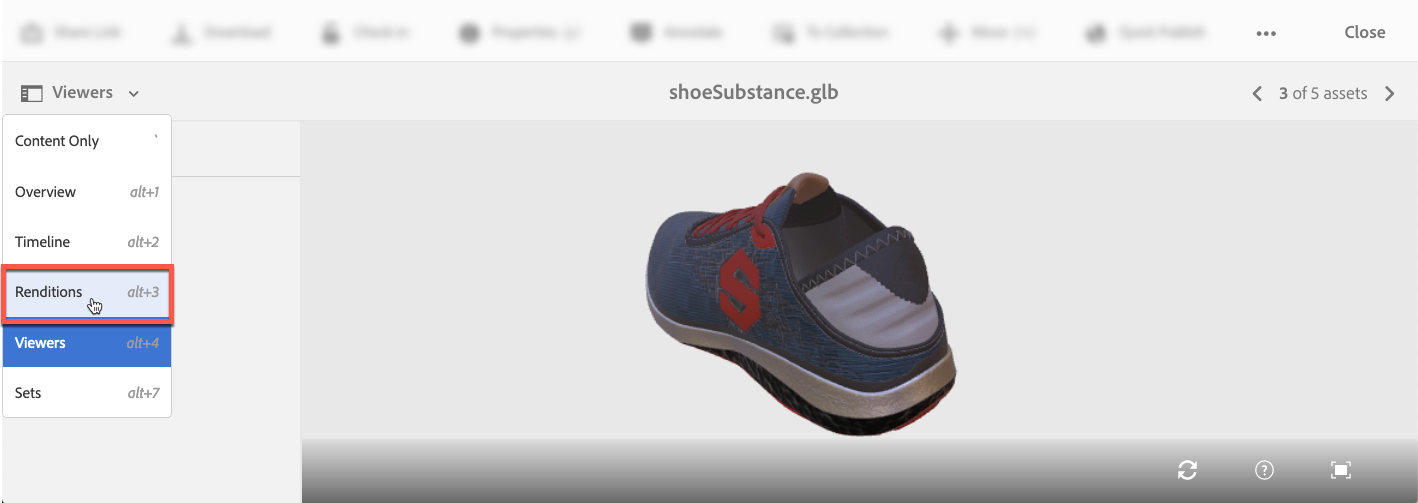 Share Link Download Check-in Properties Annotate To Collection Move Quick Publish ••• Close
Viewers shoeSubstance.glb 3 of 5 assets
Content Only `
Overview alt+1
Timeline alt+2
Renditions alt+3
Viewers alt+4
Sets alt+7
S
?